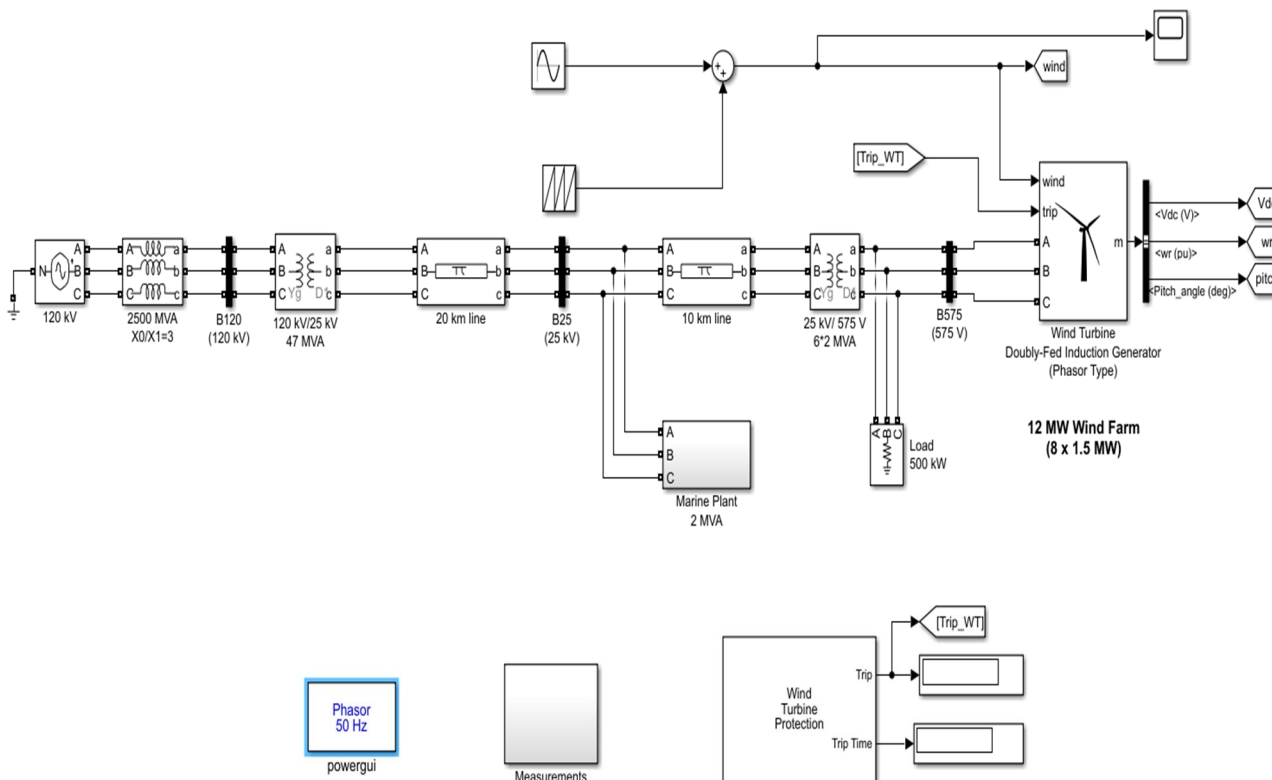 wind
[Trip_WT]
wind
trip
A
B
C
m
<Vdc (V)>
<wr (pu)>
<Pitch_angle (deg)>
wr
pitc
Wind Turbine
Doubly-Fed Induction Generator
(Phasor Type)
12 MW Wind Farm
(8 x 1.5 MW)
N
A
B
C
120 kV
A
B
C
a
b
c
2500 MVA
X0/X1=3
B120
(120 kV)
A
B
C
a
b
c
Yg
120 kV/25 kV
47 MVA
A
B
C
a
b
c
20 km line
B25
(25 kV)
A
B
C
a
b
c
10 km line
A
B
C
a
b
c
Yg
25 kV/ 575 V
6*2 MVA
B575
(575 V)
A
B
C
Load
500 kW
A
B
C
Marine Plant
2 MVA
Phasor
50 Hz
powergui
Measurements
Wind
Turbine
Protection
Trip
Trip Time
[Trip_WT]